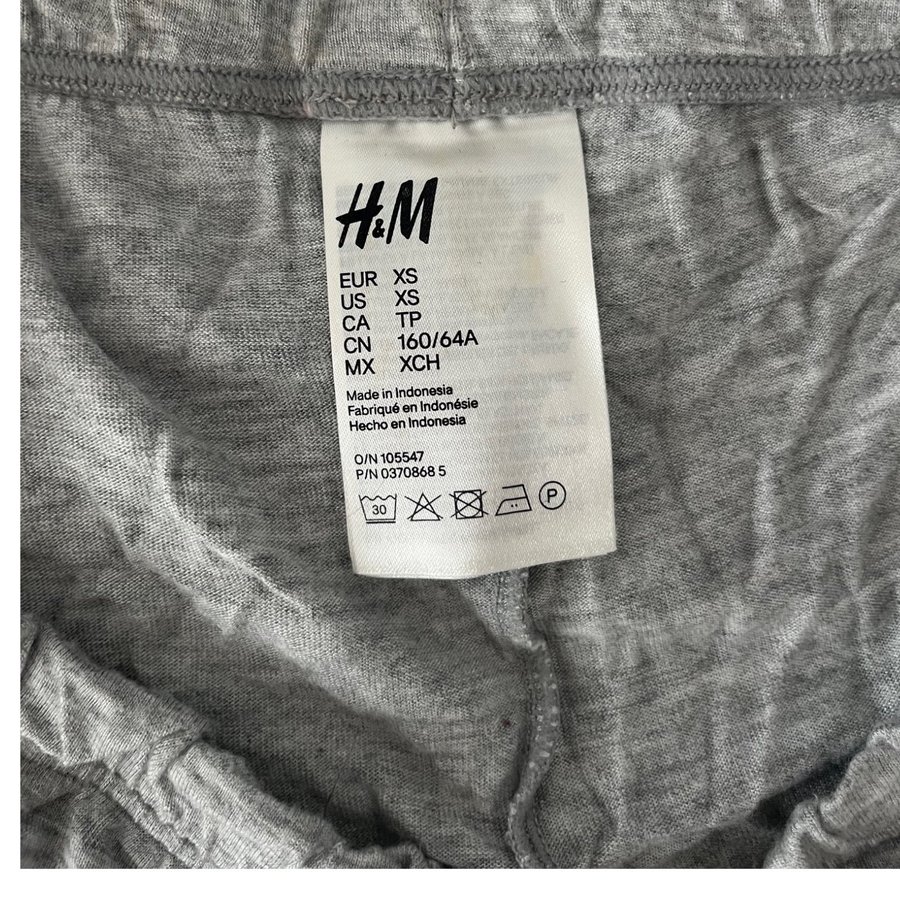 H&M
EUR XS
US XS
CA TP
CN 160/64A
MX XCH
Made in Indonesia
Fabriqué en Indonésie
Hecho en Indonesia
O/N 105547
P/N 0370868 5
30
P